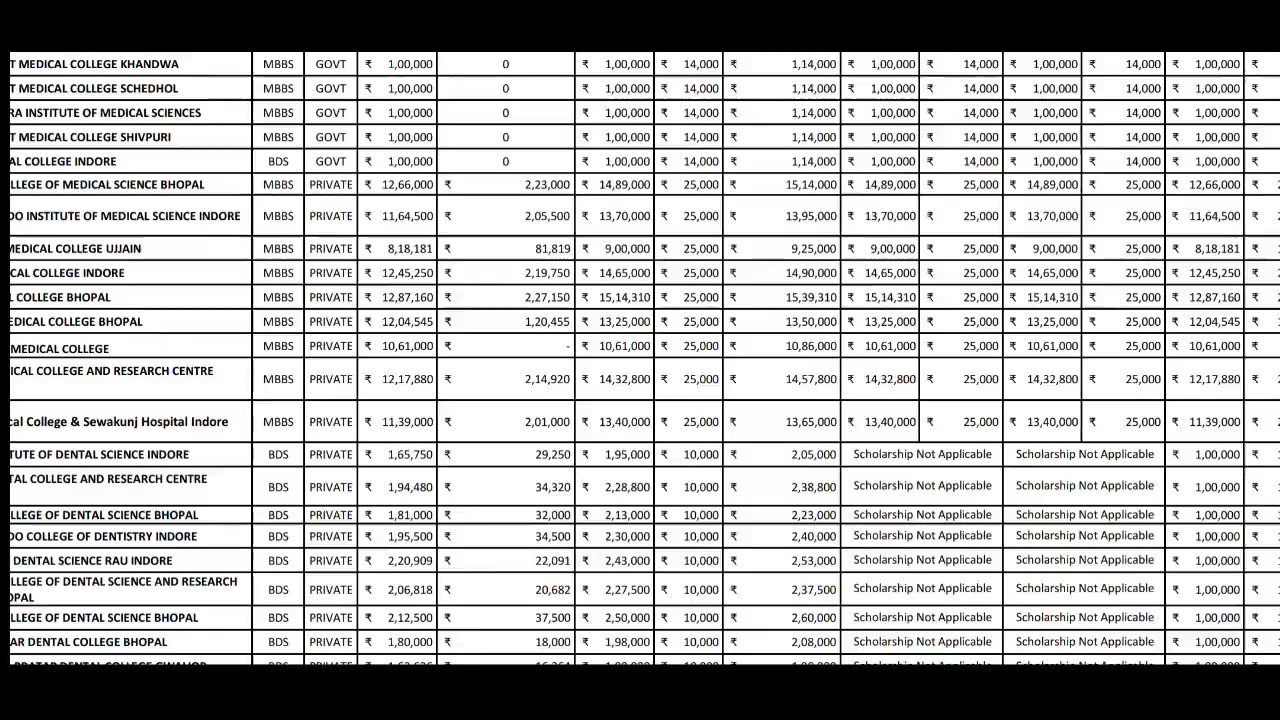 T MEDICAL COLLEGE KHANDWA MBBS GOVT ₹ 1,00,000 0 ₹ 1,00,000 ₹ 14,000 ₹ 1,14,000 ₹ 1,00,000 ₹ 14,000 ₹ 1,00,000 ₹ 14,000 ₹ 1,00,000 ₹
T MEDICAL COLLEGE SCHEDHOL MBBS GOVT ₹ 1,00,000 0 ₹ 1,00,000 ₹ 14,000 ₹ 1,14,000 ₹ 1,00,000 ₹ 14,000 ₹ 1,00,000 ₹ 14,000 ₹ 1,00,000 ₹
RA INSTITUTE OF MEDICAL SCIENCES MBBS GOVT ₹ 1,00,000 0 ₹ 1,00,000 ₹ 14,000 ₹ 1,14,000 ₹ 1,00,000 ₹ 14,000 ₹ 1,00,000 ₹ 14,000 ₹ 1,00,000 ₹
T MEDICAL COLLEGE SHIVPURI MBBS GOVT ₹ 1,00,000 0 ₹ 1,00,000 ₹ 14,000 ₹ 1,14,000 ₹ 1,00,000 ₹ 14,000 ₹ 1,00,000 ₹ 14,000 ₹ 1,00,000 ₹
AL COLLEGE INDORE BDS GOVT ₹ 1,00,000 0 ₹ 1,00,000 ₹ 14,000 ₹ 1,14,000 ₹ 1,00,000 ₹ 14,000 ₹ 1,00,000 ₹ 14,000 ₹ 1,00,000 ₹
LLEGE OF MEDICAL SCIENCE BHOPAL MBBS PRIVATE ₹ 12,66,000 ₹ 2,23,000 ₹ 14,89,000 ₹ 25,000 ₹ 15,14,000 ₹ 14,89,000 ₹ 25,000 ₹ 14,89,000 ₹ 25,000 ₹ 12,66,000 ₹
DO INSTITUTE OF MEDICAL SCIENCE INDORE MBBS PRIVATE ₹ 11,64,500 ₹ 2,05,500 ₹ 13,70,000 ₹ 25,000 ₹ 13,95,000 ₹ 13,70,000 ₹ 25,000 ₹ 13,70,000 ₹ 25,000 ₹ 11,64,500 ₹
MEDICAL COLLEGE UJJAIN MBBS PRIVATE ₹ 8,18,181 ₹ 81,819 ₹ 9,00,000 ₹ 25,000 ₹ 9,25,000 ₹ 9,00,000 ₹ 25,000 ₹ 9,00,000 ₹ 25,000 ₹ 8,18,181 ₹
ICAL COLLEGE INDORE MBBS PRIVATE ₹ 12,45,250 ₹ 2,19,750 ₹ 14,65,000 ₹ 25,000 ₹ 14,90,000 ₹ 14,65,000 ₹ 25,000 ₹ 14,65,000 ₹ 25,000 ₹ 12,45,250 ₹
L COLLEGE BHOPAL MBBS PRIVATE ₹ 12,87,160 ₹ 2,27,150 ₹ 15,14,310 ₹ 25,000 ₹ 15,39,310 ₹ 15,14,310 ₹ 25,000 ₹ 15,14,310 ₹ 25,000 ₹ 12,87,160 ₹
EDICAL COLLEGE BHOPAL MBBS PRIVATE ₹ 12,04,545 ₹ 1,20,455 ₹ 13,25,000 ₹ 25,000 ₹ 13,50,000 ₹ 13,25,000 ₹ 25,000 ₹ 13,25,000 ₹ 25,000 ₹ 12,04,545 ₹
MEDICAL COLLEGE MBBS PRIVATE ₹ 10,61,000 ₹ - ₹ 10,61,000 ₹ 25,000 ₹ 10,86,000 ₹ 10,61,000 ₹ 25,000 ₹ 10,61,000 ₹ 25,000 ₹ 10,61,000 ₹
ICAL COLLEGE AND RESEARCH CENTRE MBBS PRIVATE ₹ 12,17,880 ₹ 2,14,920 ₹ 14,32,800 ₹ 25,000 ₹ 14,57,800 ₹ 14,32,800 ₹ 25,000 ₹ 14,32,800 ₹ 25,000 ₹ 12,17,880 ₹
cal College & Sewakunj Hospital Indore MBBS PRIVATE ₹ 11,39,000 ₹ 2,01,000 ₹ 13,40,000 ₹ 25,000 ₹ 13,65,000 ₹ 13,40,000 ₹ 25,000 ₹ 13,40,000 ₹ 25,000 ₹ 11,39,000 ₹
TUTE OF DENTAL SCIENCE INDORE BDS PRIVATE ₹ 1,65,750 ₹ 29,250 ₹ 1,95,000 ₹ 10,000 ₹ 2,05,000 Scholarship Not Applicable Scholarship Not Applicable ₹ 1,00,000 ₹
TAL COLLEGE AND RESEARCH CENTRE BDS PRIVATE ₹ 1,94,480 ₹ 34,320 ₹ 2,28,800 ₹ 10,000 ₹ 2,38,800 Scholarship Not Applicable Scholarship Not Applicable ₹ 1,00,000 ₹
LLEGE OF DENTAL SCIENCE BHOPAL BDS PRIVATE ₹ 1,81,000 ₹ 32,000 ₹ 2,13,000 ₹ 10,000 ₹ 2,23,000 Scholarship Not Applicable Scholarship Not Applicable ₹ 1,00,000 ₹
DO COLLEGE OF DENTISTRY INDORE BDS PRIVATE ₹ 1,95,500 ₹ 34,500 ₹ 2,30,000 ₹ 10,000 ₹ 2,40,000 Scholarship Not Applicable Scholarship Not Applicable ₹ 1,00,000 ₹
DENTAL SCIENCE RAU INDORE BDS PRIVATE ₹ 2,20,909 ₹ 22,091 ₹ 2,43,000 ₹ 10,000 ₹ 2,53,000 Scholarship Not Applicable Scholarship Not Applicable ₹ 1,00,000 ₹
LLEGE OF DENTAL SCIENCE AND RESEARCH
OPAL BDS PRIVATE ₹ 2,06,818 ₹ 20,682 ₹ 2,27,500 ₹ 10,000 ₹ 2,37,500 Scholarship Not Applicable Scholarship Not Applicable ₹ 1,00,000 ₹
LLEGE OF DENTAL SCIENCE BHOPAL BDS PRIVATE ₹ 2,12,500 ₹ 37,500 ₹ 2,50,000 ₹ 10,000 ₹ 2,60,000 Scholarship Not Applicable Scholarship Not Applicable ₹ 1,00,000 ₹
AR DENTAL COLLEGE BHOPAL BDS PRIVATE ₹ 1,80,000 ₹ 18,000 ₹ 1,98,000 ₹ 10,000 ₹ 2,08,000 Scholarship Not Applicable Scholarship Not Applicable ₹ 1,00,000 ₹